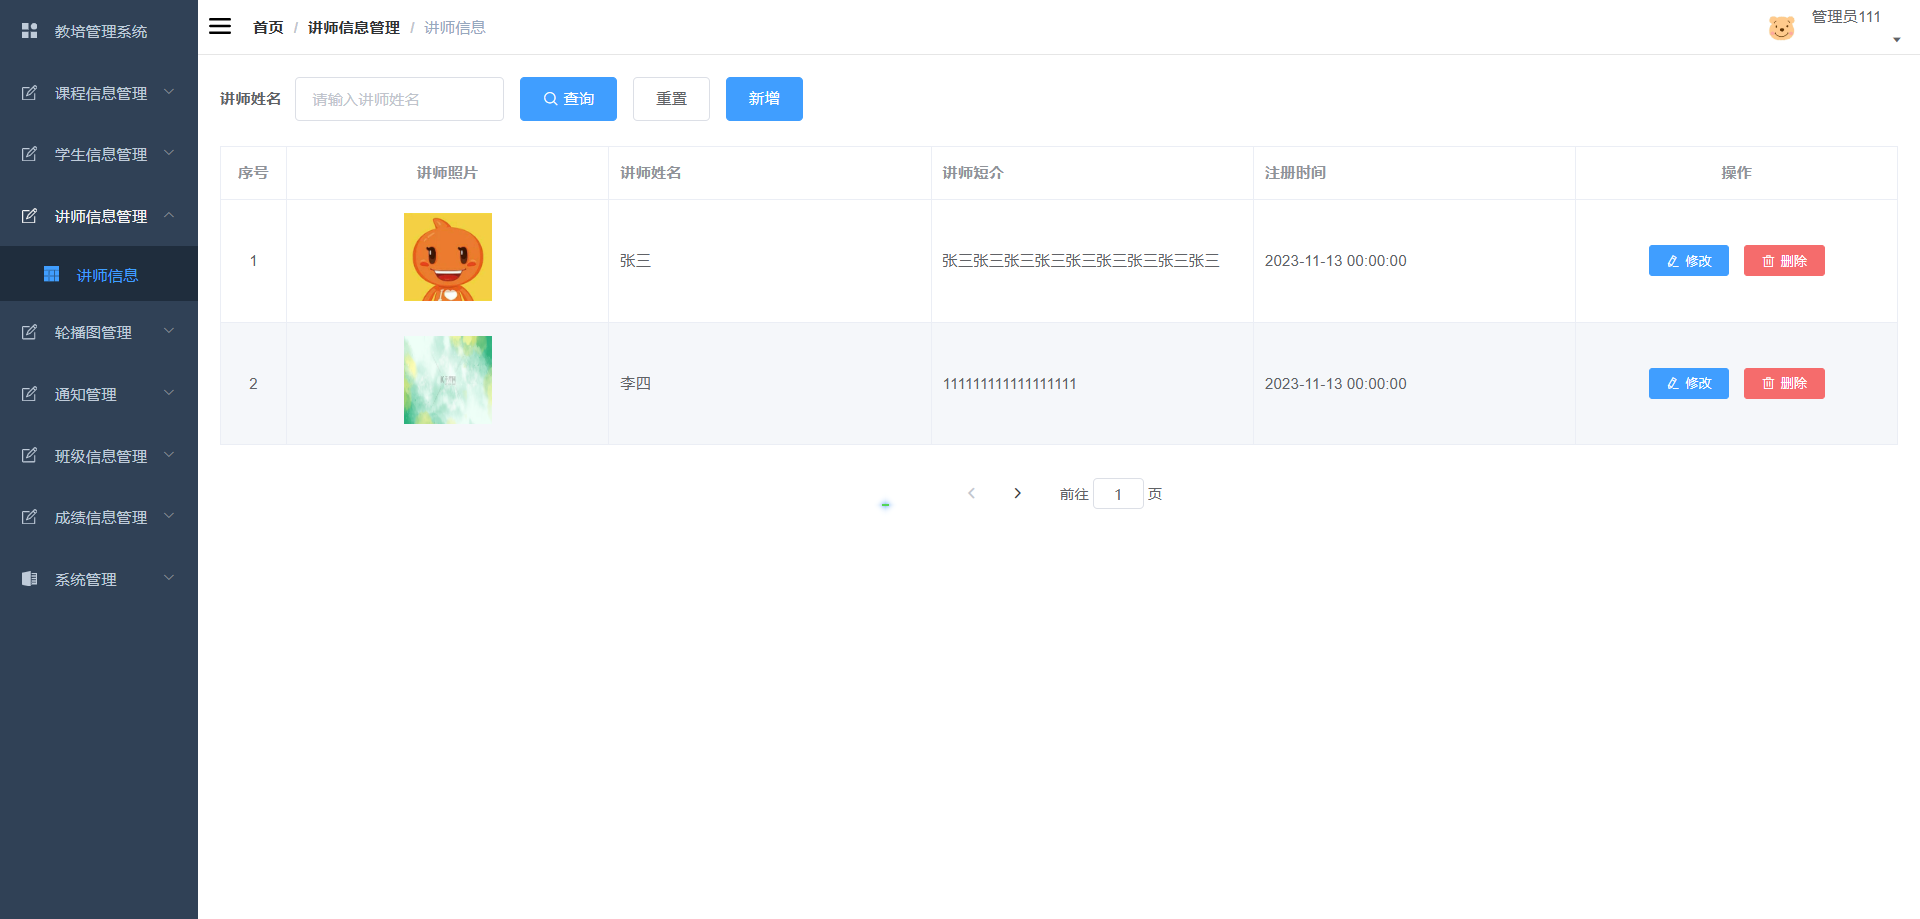 教培管理系统
课程信息管理
学生信息管理
讲师信息管理
讲师信息
轮播图管理
通知管理
班级信息管理
成绩信息管理
系统管理
首页 / 讲师信息管理 / 讲师信息
管理员111
讲师姓名 请输入讲师姓名 查询 重置 新增
序号 讲师照片 讲师姓名 讲师短介 注册时间 操作
1 张三 张三张三张三张三张三张三张三张三张三 2023-11-13 00:00:00 修改 删除
2 李四 111111111111111111 2023-11-13 00:00:00 修改 删除
前往 1 页